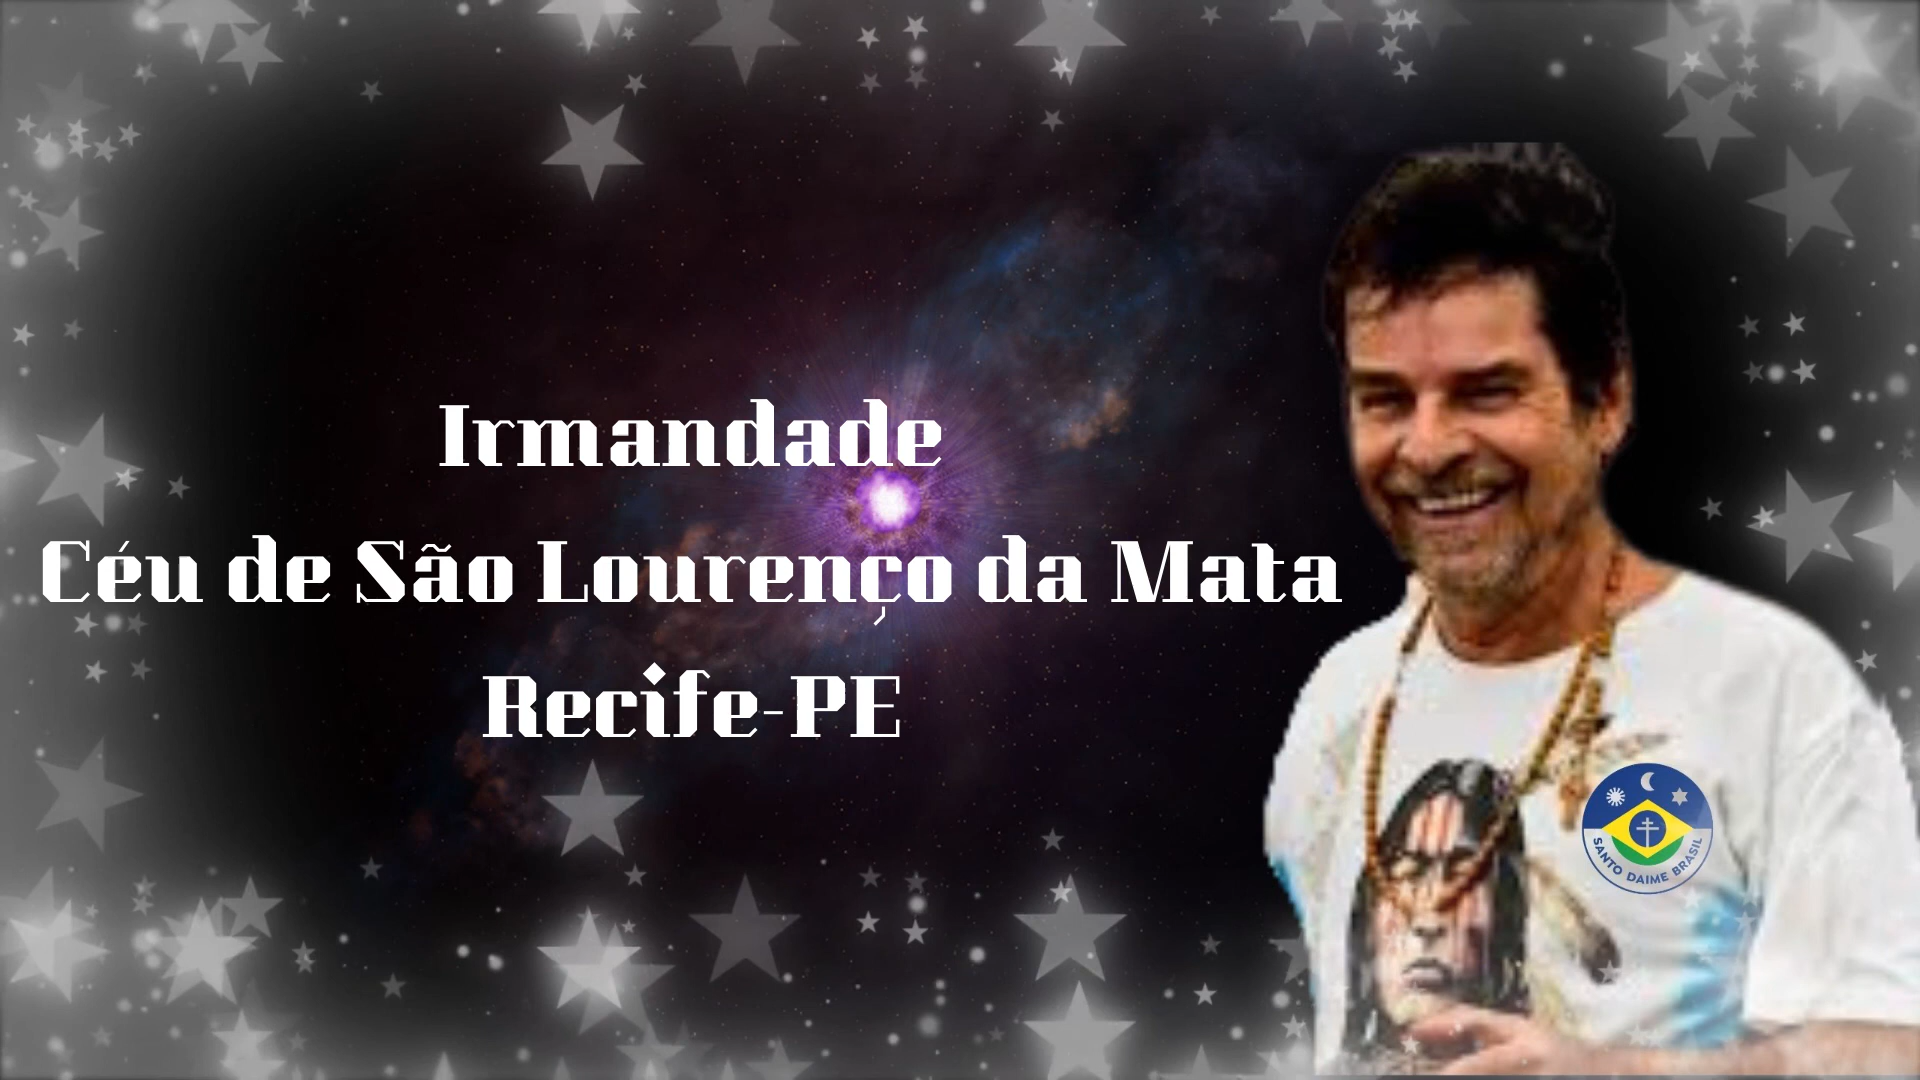 Irmandade
Céu de São Lourenço da Mata
Recife-PE
SANTO DAIME BRASIL